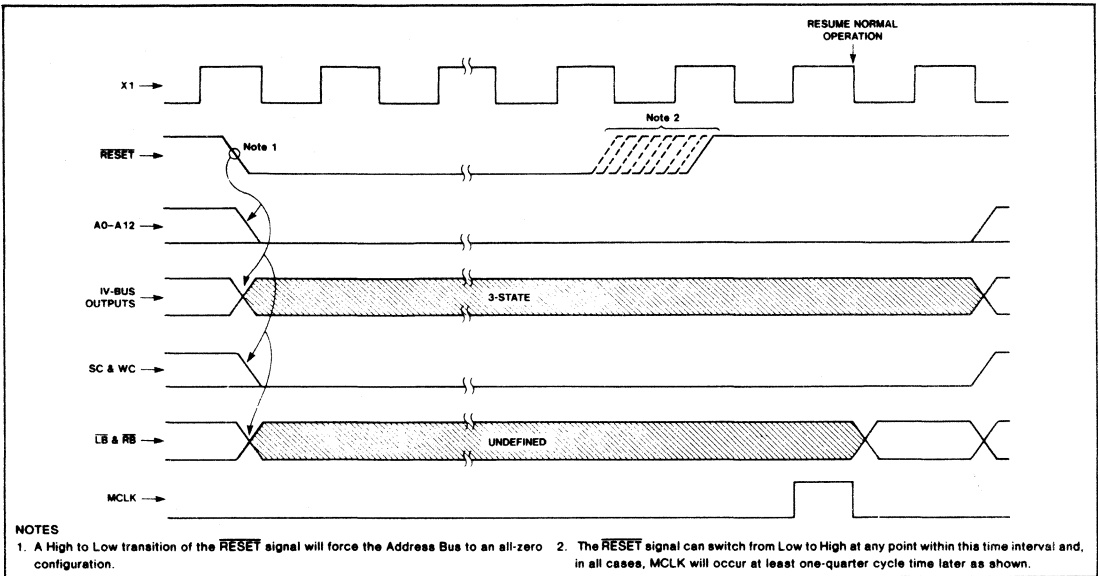 RESUME NORMAL
OPERATION
X1
Note 2
RESET
Note 1
A0–A12
IV-BUS
OUTPUTS
3-STATE
SC & WC
LB & RB
UNDEFINED
MCLK
NOTES
1. A High to Low transition of the RESET signal will force the Address Bus to an all-zero
configuration.
2. The RESET signal can switch from Low to High at any point within this time interval and,
in all cases, MCLK will occur at least one-quarter cycle time later as shown.